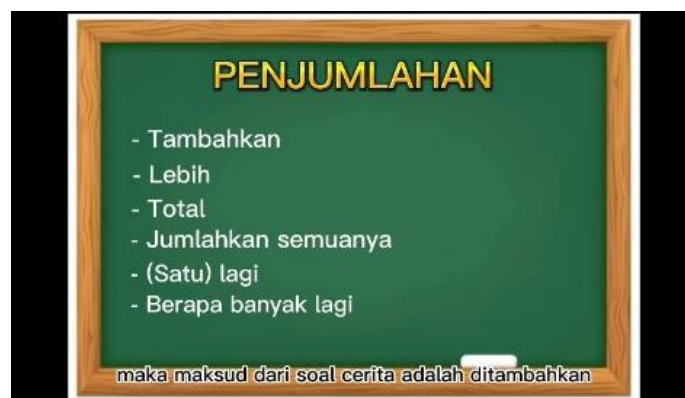 PENJUMLAHAN
- Tambahkan
- Lebih
- Total
- Jumlahkan semuanya
- (Satu) lagi
- Berapa banyak lagi
maka maksud dari soal cerita adalah ditambahkan